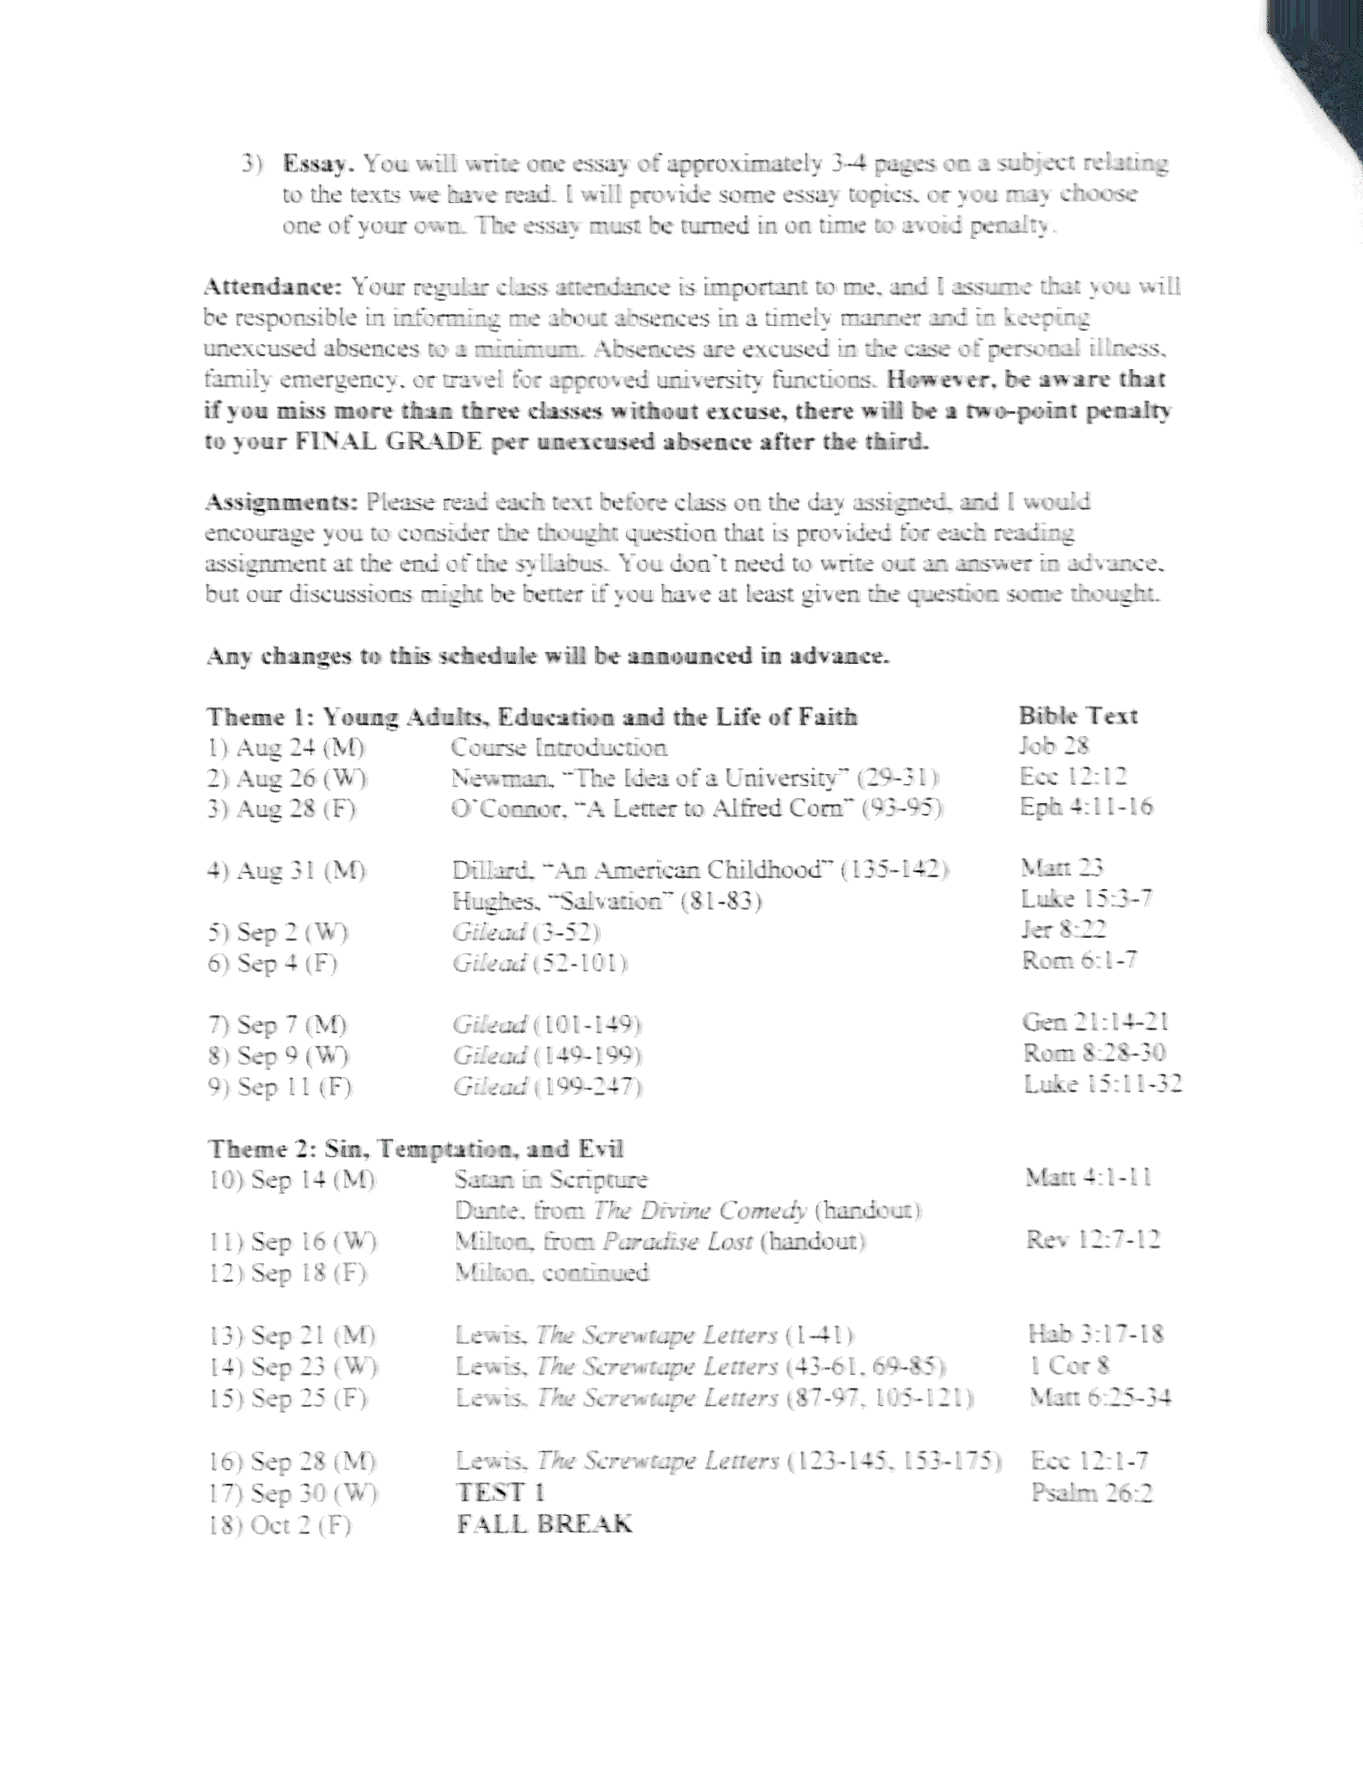 3) Essay. You will write one essay of approximately 3-4 pages on a subject relating
to the texts we have read. I will provide some essay topics, or you may choose
one of your own. The essay must be turned in on time to avoid penalty.
Attendance: Your regular class attendance is important to me, and I assume that you will
be responsible in informing me about absences in a timely manner and in keeping
unexcused absences to a minimum. Absences are excused in the case of personal illness,
family emergency, or travel for approved university functions. However, be aware that
if you miss more than three classes without excuse, there will be a two-point penalty
to your FINAL GRADE per unexcused absence after the third.
Assignments: Please read each text before class on the day assigned, and I would
encourage you to consider the thought question that is provided for each reading
assignment at the end of the syllabus. You don't need to write out an answer in advance,
but our discussions might be better if you have at least given the question some thought.
Any changes to this schedule will be announced in advance.
Theme 1: Young Adults, Education and the Life of Faith Bible Text
1) Aug 24 (M) Course Introduction Job 28
2) Aug 26 (W) Newman, "The Idea of a University" (29-31) Ecc 12:12
3) Aug 28 (F) O'Connor, "A Letter to Alfred Corn" (93-95) Eph 4:11-16
4) Aug 31 (M) Dillard, "An American Childhood" (135-142) Matt 23
Hughes, "Salvation" (81-83) Luke 15:3-7
5) Sep 2 (W) Gilead (3-52) Jer 8:22
6) Sep 4 (F) Gilead (52-101) Rom 6:1-7
7) Sep 7 (M) Gilead (101-149) Gen 21:14-21
8) Sep 9 (W) Gilead (149-199) Rom 8:28-30
9) Sep 11 (F) Gilead (199-247) Luke 15:11-32
Theme 2: Sin, Temptation, and Evil
10) Sep 14 (M) Satan in Scripture Matt 4:1-11
Dante, from The Divine Comedy (handout)
11) Sep 16 (W) Milton, from Paradise Lost (handout) Rev 12:7-12
12) Sep 18 (F) Milton, continued
13) Sep 21 (M) Lewis, The Screwtape Letters (1-41) Hab 3:17-18
14) Sep 23 (W) Lewis, The Screwtape Letters (43-61, 69-85) 1 Cor 8
15) Sep 25 (F) Lewis, The Screwtape Letters (87-97, 105-121) Matt 6:25-34
16) Sep 28 (M) Lewis, The Screwtape Letters (123-145, 153-175) Ecc 12:1-7
17) Sep 30 (W) TEST 1 Psalm 26:2
18) Oct 2 (F) FALL BREAK